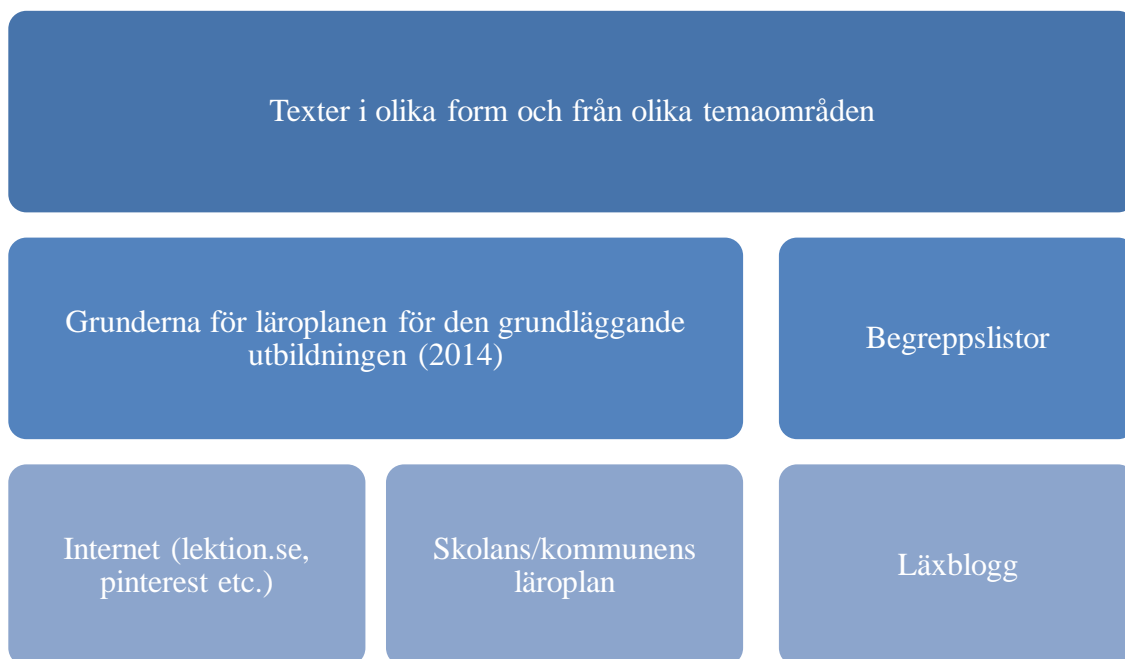 Texter i olika form och från olika temaområden
Grunderna för läroplanen för den grundläggande
utbildningen (2014)
Begreppslistor
Internet (lektion.se,
pinterest etc.)
Skolans/kommunens
läroplan
Läxblogg